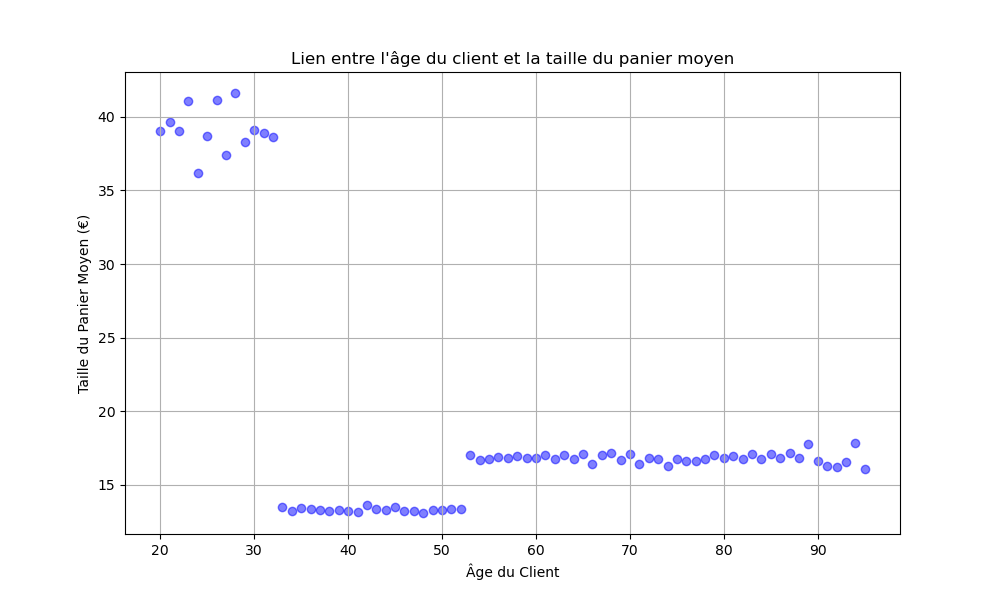 Lien entre l'âge du client et la taille du panier moyen
Taille du Panier Moyen (€)
40
35
30
25
20
15
20 30 40 50 60 70 80 90
Âge du Client